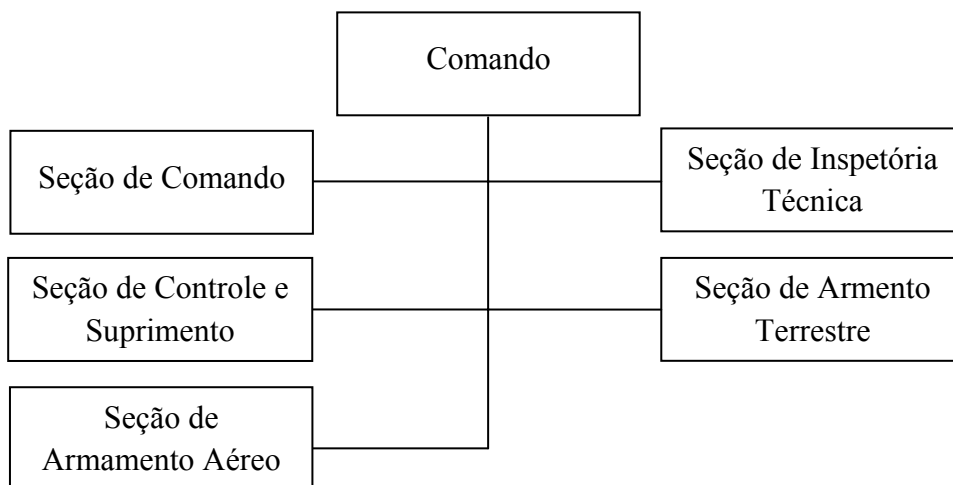 Comando
Seção de Comando
Seção de Inspetória
Técnica
Seção de Controle e
Suprimento
Seção de Armento
Terrestre
Seção de
Armamento Aéreo